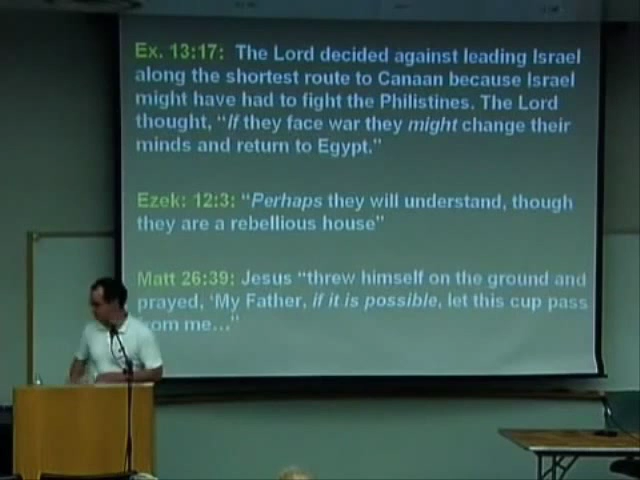 Ex. 13:17: The Lord decided against leading Israel
along the shortest route to Canaan because Israel
might have had to fight the Philistines. The Lord
thought, “If they face war they might change their
minds and return to Egypt.”
Ezek: 12:3: “Perhaps they will understand, though
they are a rebellious house”
Matt 26:39: Jesus “threw himself on the ground and
prayed, ‘My Father, if it is possible, let this cup pass
from me…”